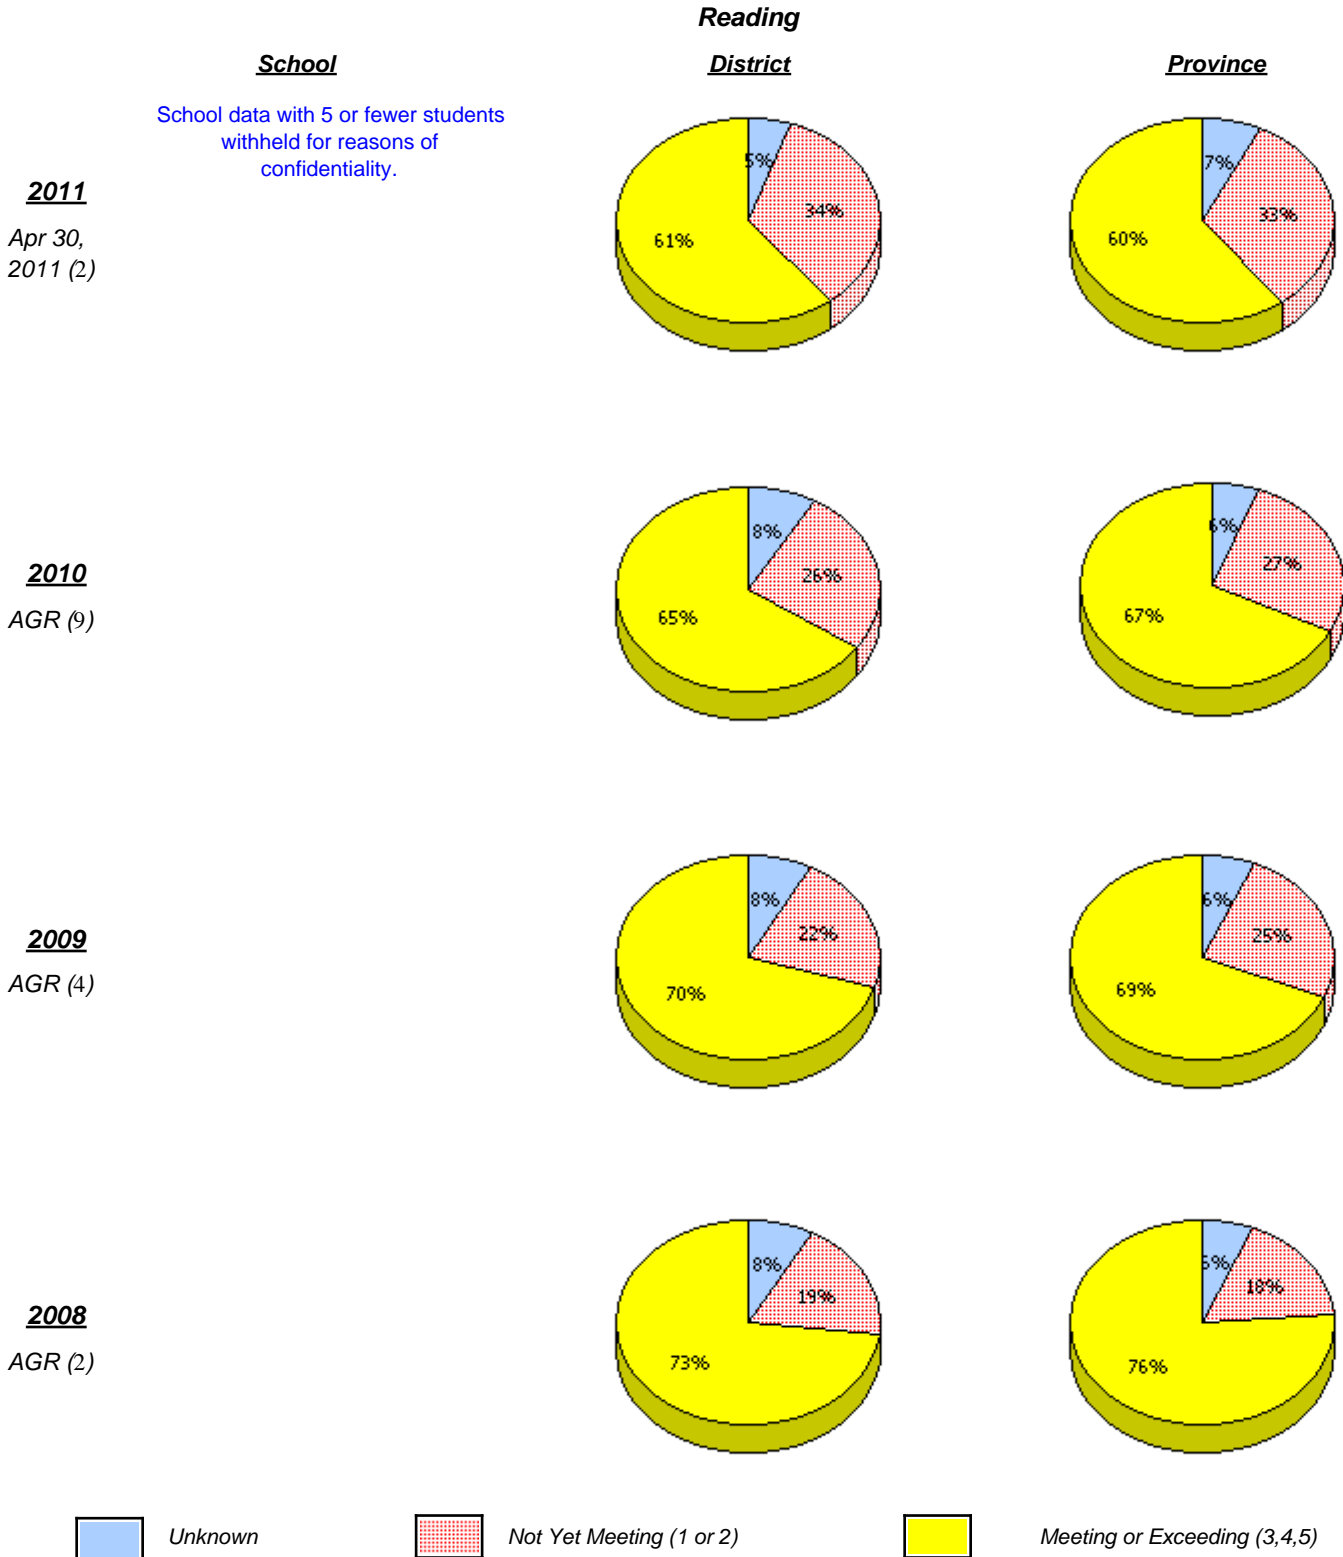 Reading
School
District
Province
School data with 5 or fewer students
withheld for reasons of
confidentiality.
2011
Apr 30,
2011 (2)
5%
34%
61%
7%
33%
60%
2010
AGR (9)
8%
26%
65%
6%
27%
67%
2009
AGR (4)
8%
22%
70%
6%
25%
69%
2008
AGR (2)
8%
19%
73%
18%
76%
Unknown
Not Yet Meeting (1 or 2)
Meeting or Exceeding (3,4,5)